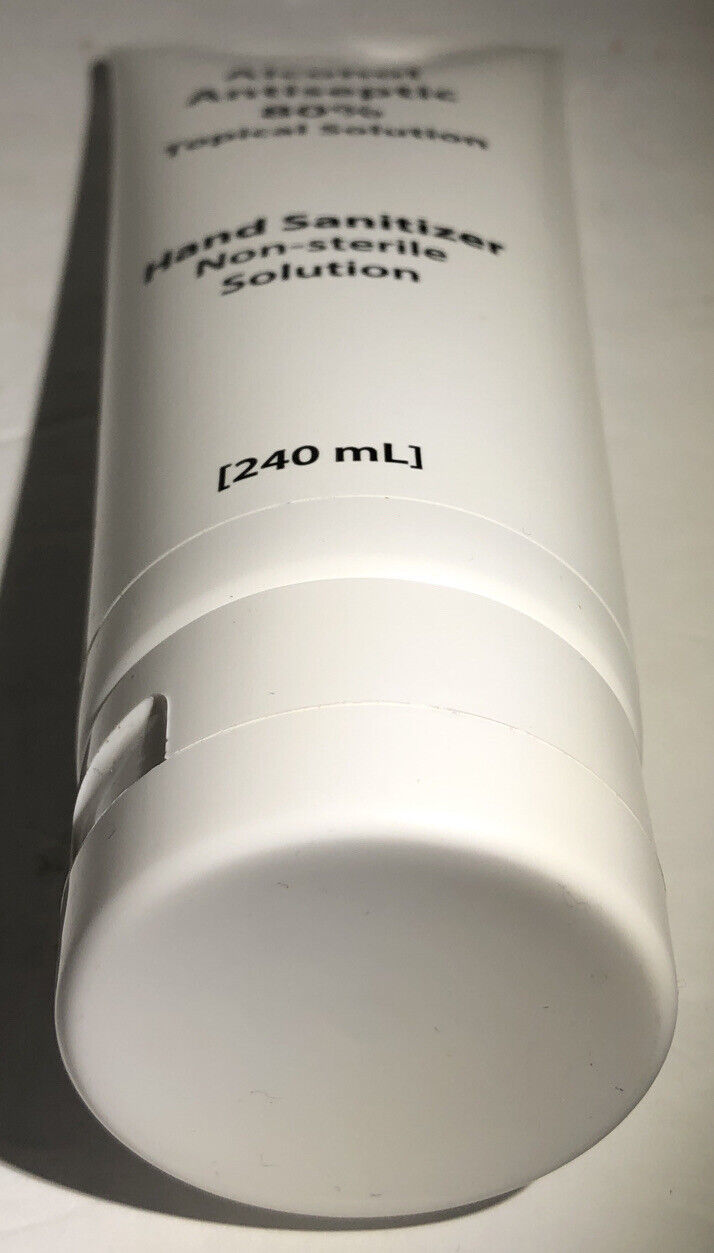 Alcohol
Antiseptic
80%
Topical Solution
Hand Sanitizer
Non-sterile
Solution
[240 mL]